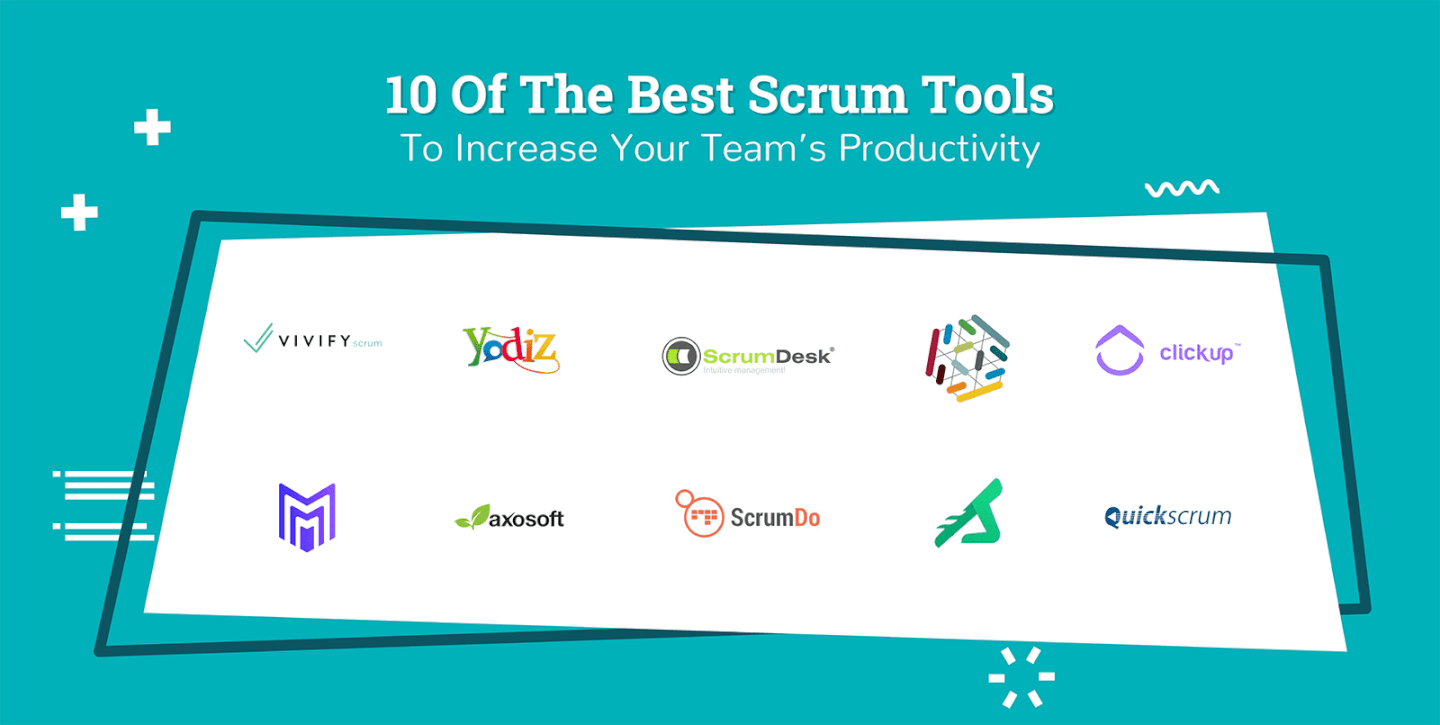 10 Of The Best Scrum Tools
To Increase Your Team's Productivity
VIVIFY scrum
Yodiz
ScrumDesk®
Intuitive management!
clickup™
axosoft
ScrumDo
Quickscrum